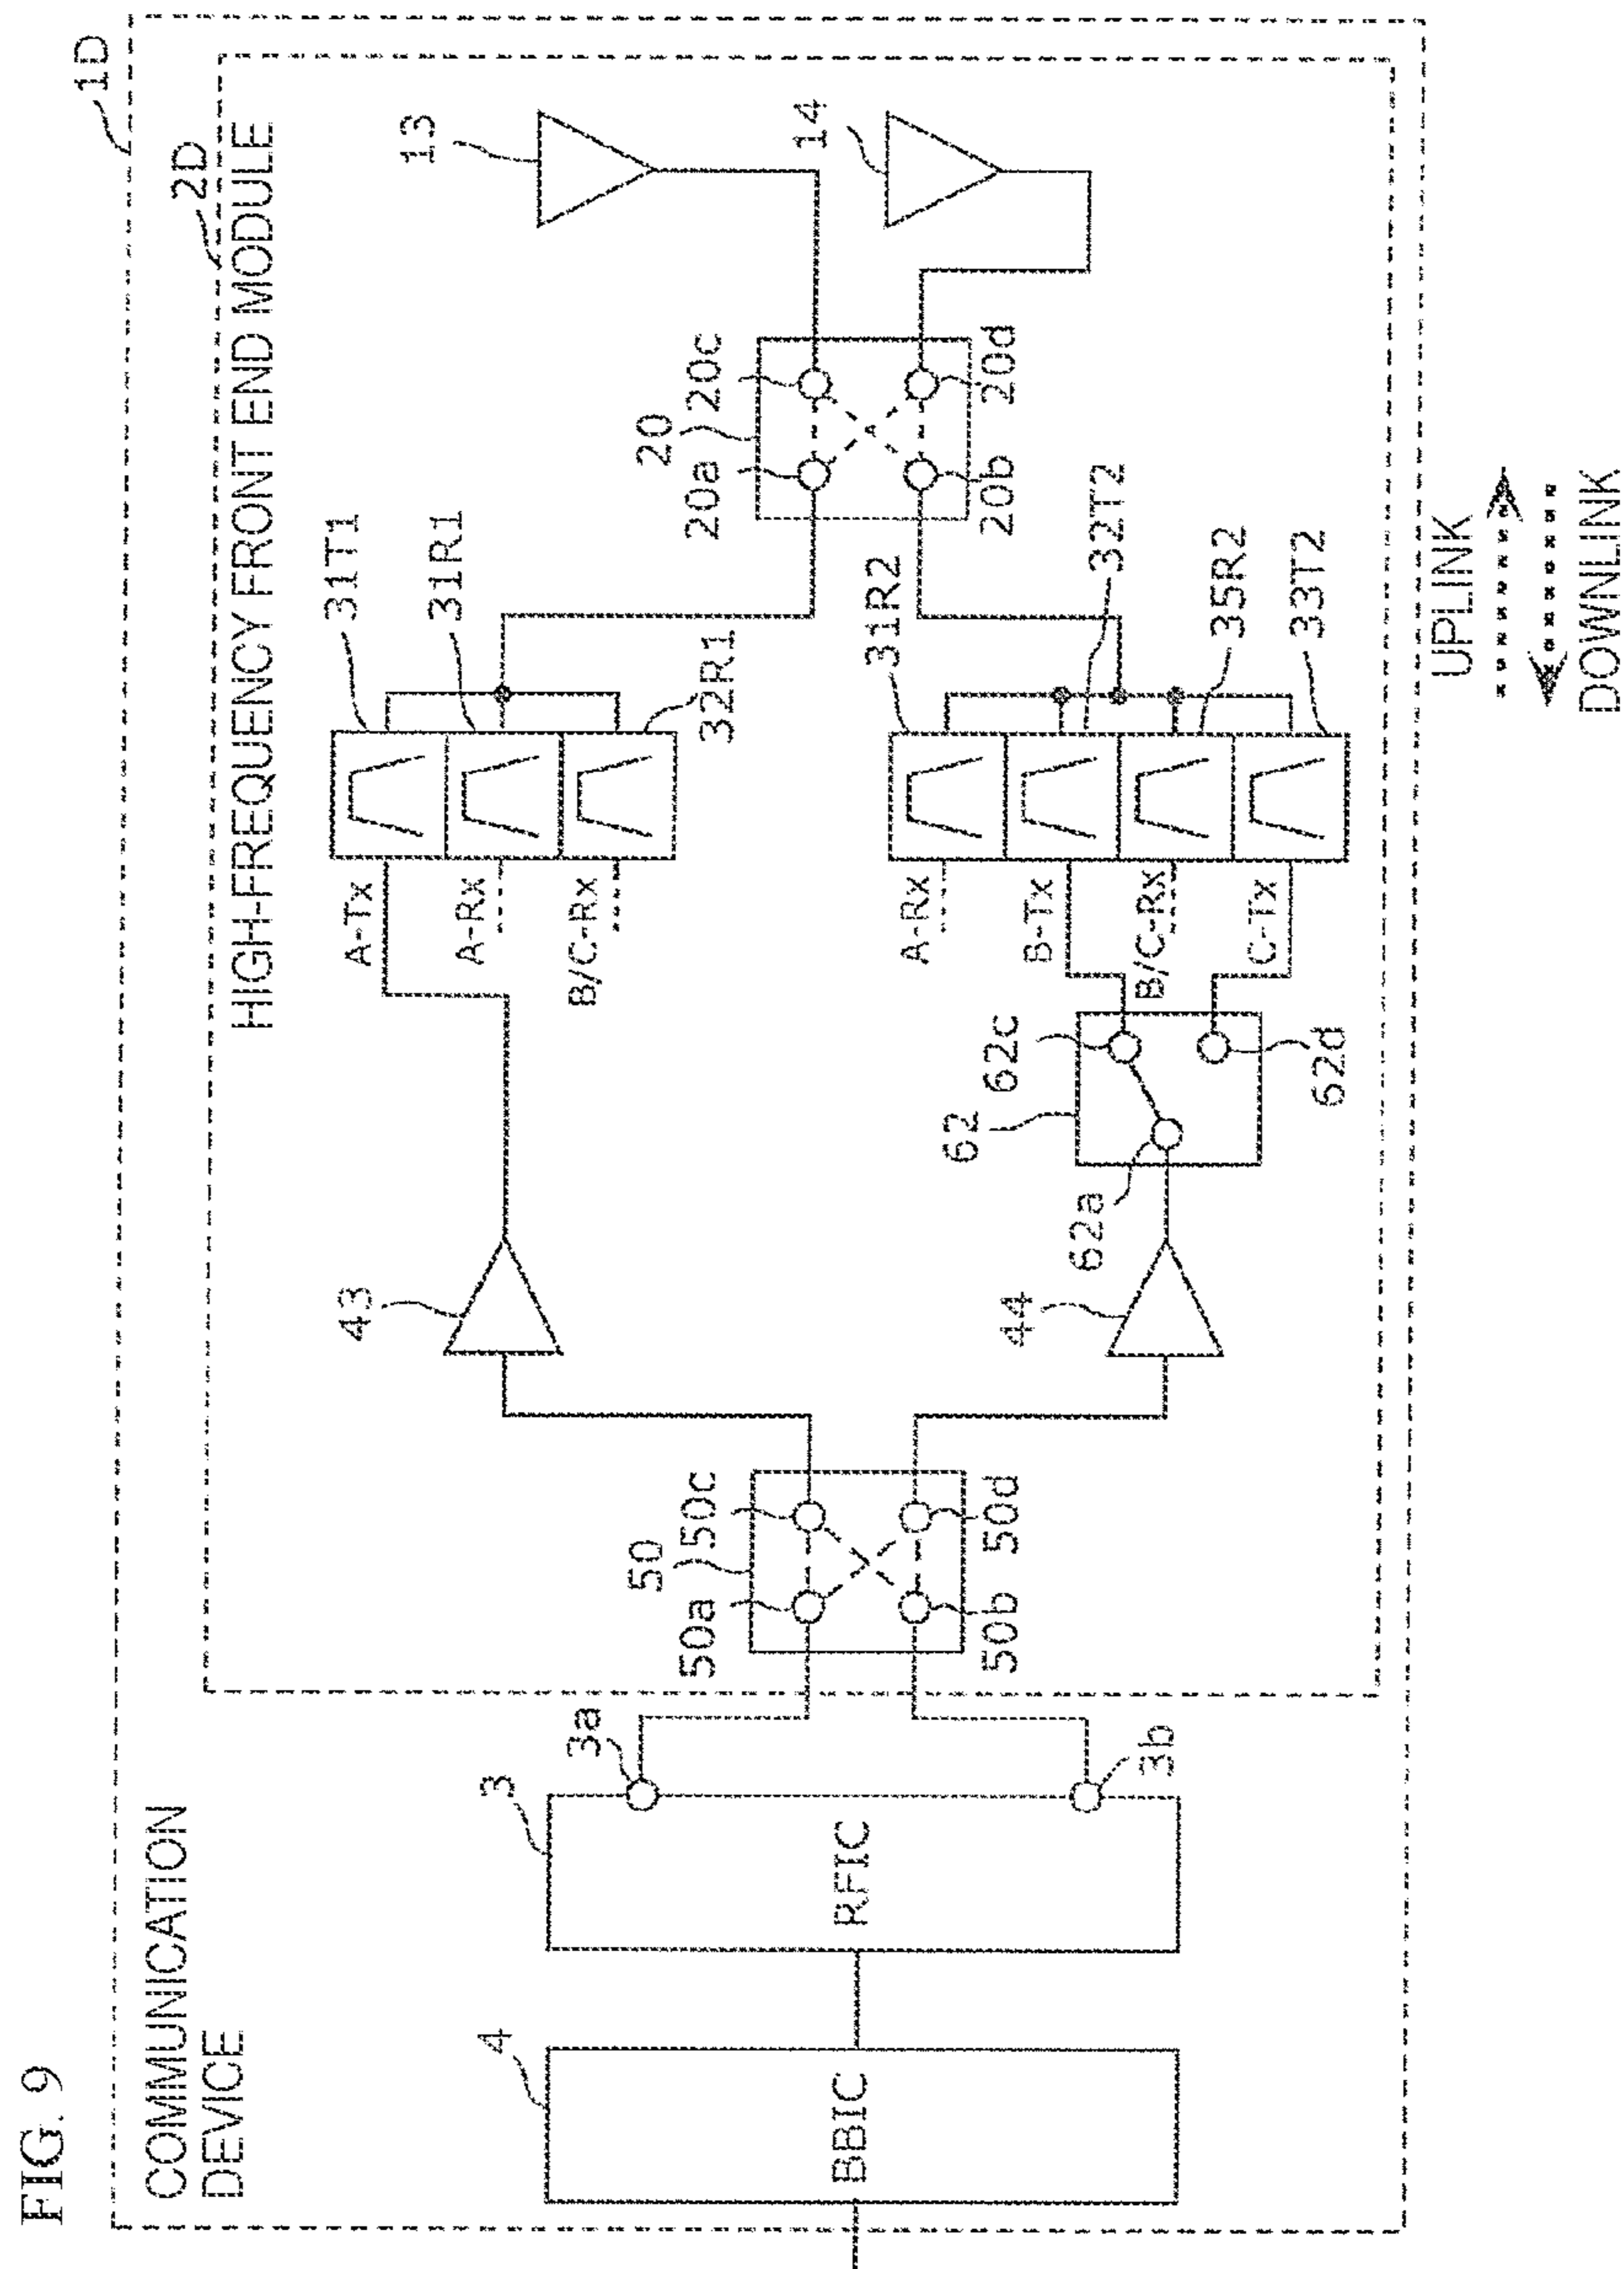 FIG. 9
COMMUNICATION
DEVICE
1D
2D
HIGH-FREQUENCY FRONT END MODULE
4
BBIC
3
RFIC
3a
3b
50
50a
50c
50b
50d
43
44
62
62a
62c
62d
A-Tx
A-Rx
B/C-Rx
31T1
31R1
32R1
A-Rx
B-Tx
B/C-Rx
C-Tx
31R2
32T2
35R2
33T2
20
20a
20c
20b
20d
13
14
UPLINK
DOWNLINK